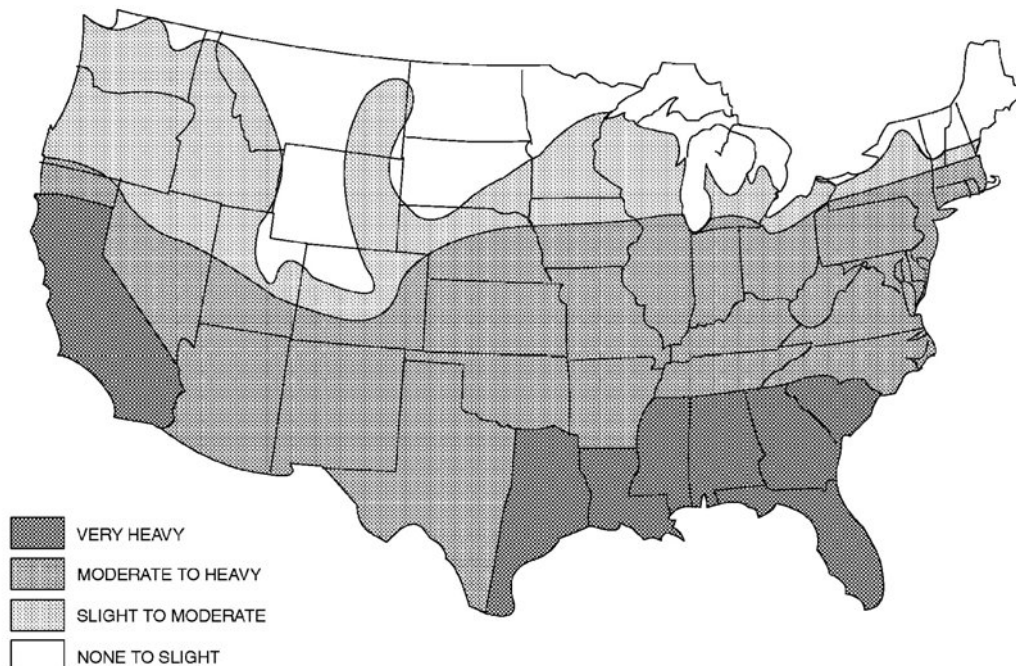 VERY HEAVY
MODERATE TO HEAVY
SLIGHT TO MODERATE
NONE TO SLIGHT